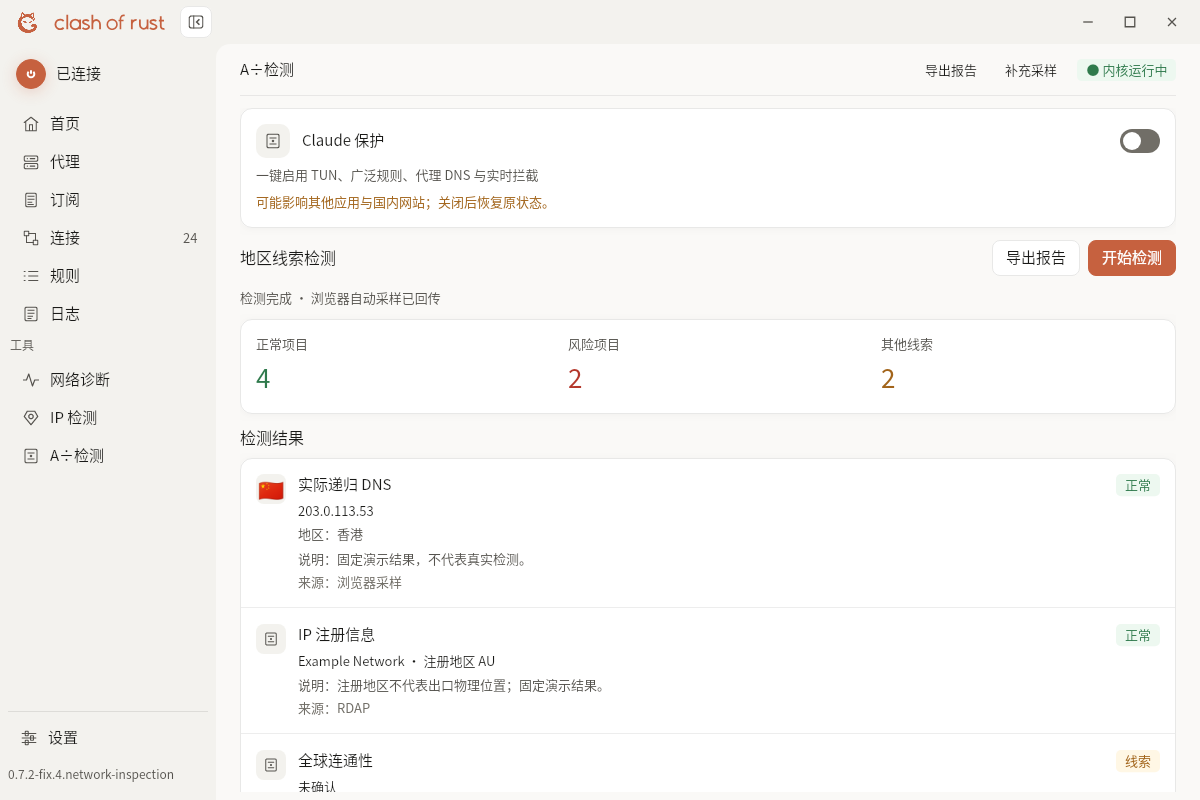 clash of rust
已连接
首页
代理
订阅
连接 24
规则
日志
工具
网络诊断
IP 检测
A÷检测
设置
0.7.2-fix.4.network-inspection
A÷检测
导出报告 补充采样 内核运行中
Claude 保护
一键启用 TUN、广泛规则、代理 DNS 与实时拦截
可能影响其他应用与国内网站；关闭后恢复原状态。
地区线索检测
导出报告 开始检测
检测完成 · 浏览器自动采样已回传
正常项目 风险项目 其他线索
4 2 2
检测结果
实际递归 DNS 正常
203.0.113.53
地区：香港
说明：固定演示结果，不代表真实检测。
来源：浏览器采样
IP 注册信息 正常
Example Network · 注册地区 AU
说明：注册地区不代表出口物理位置；固定演示结果。
来源：RDAP
全球连通性 线索
未确认